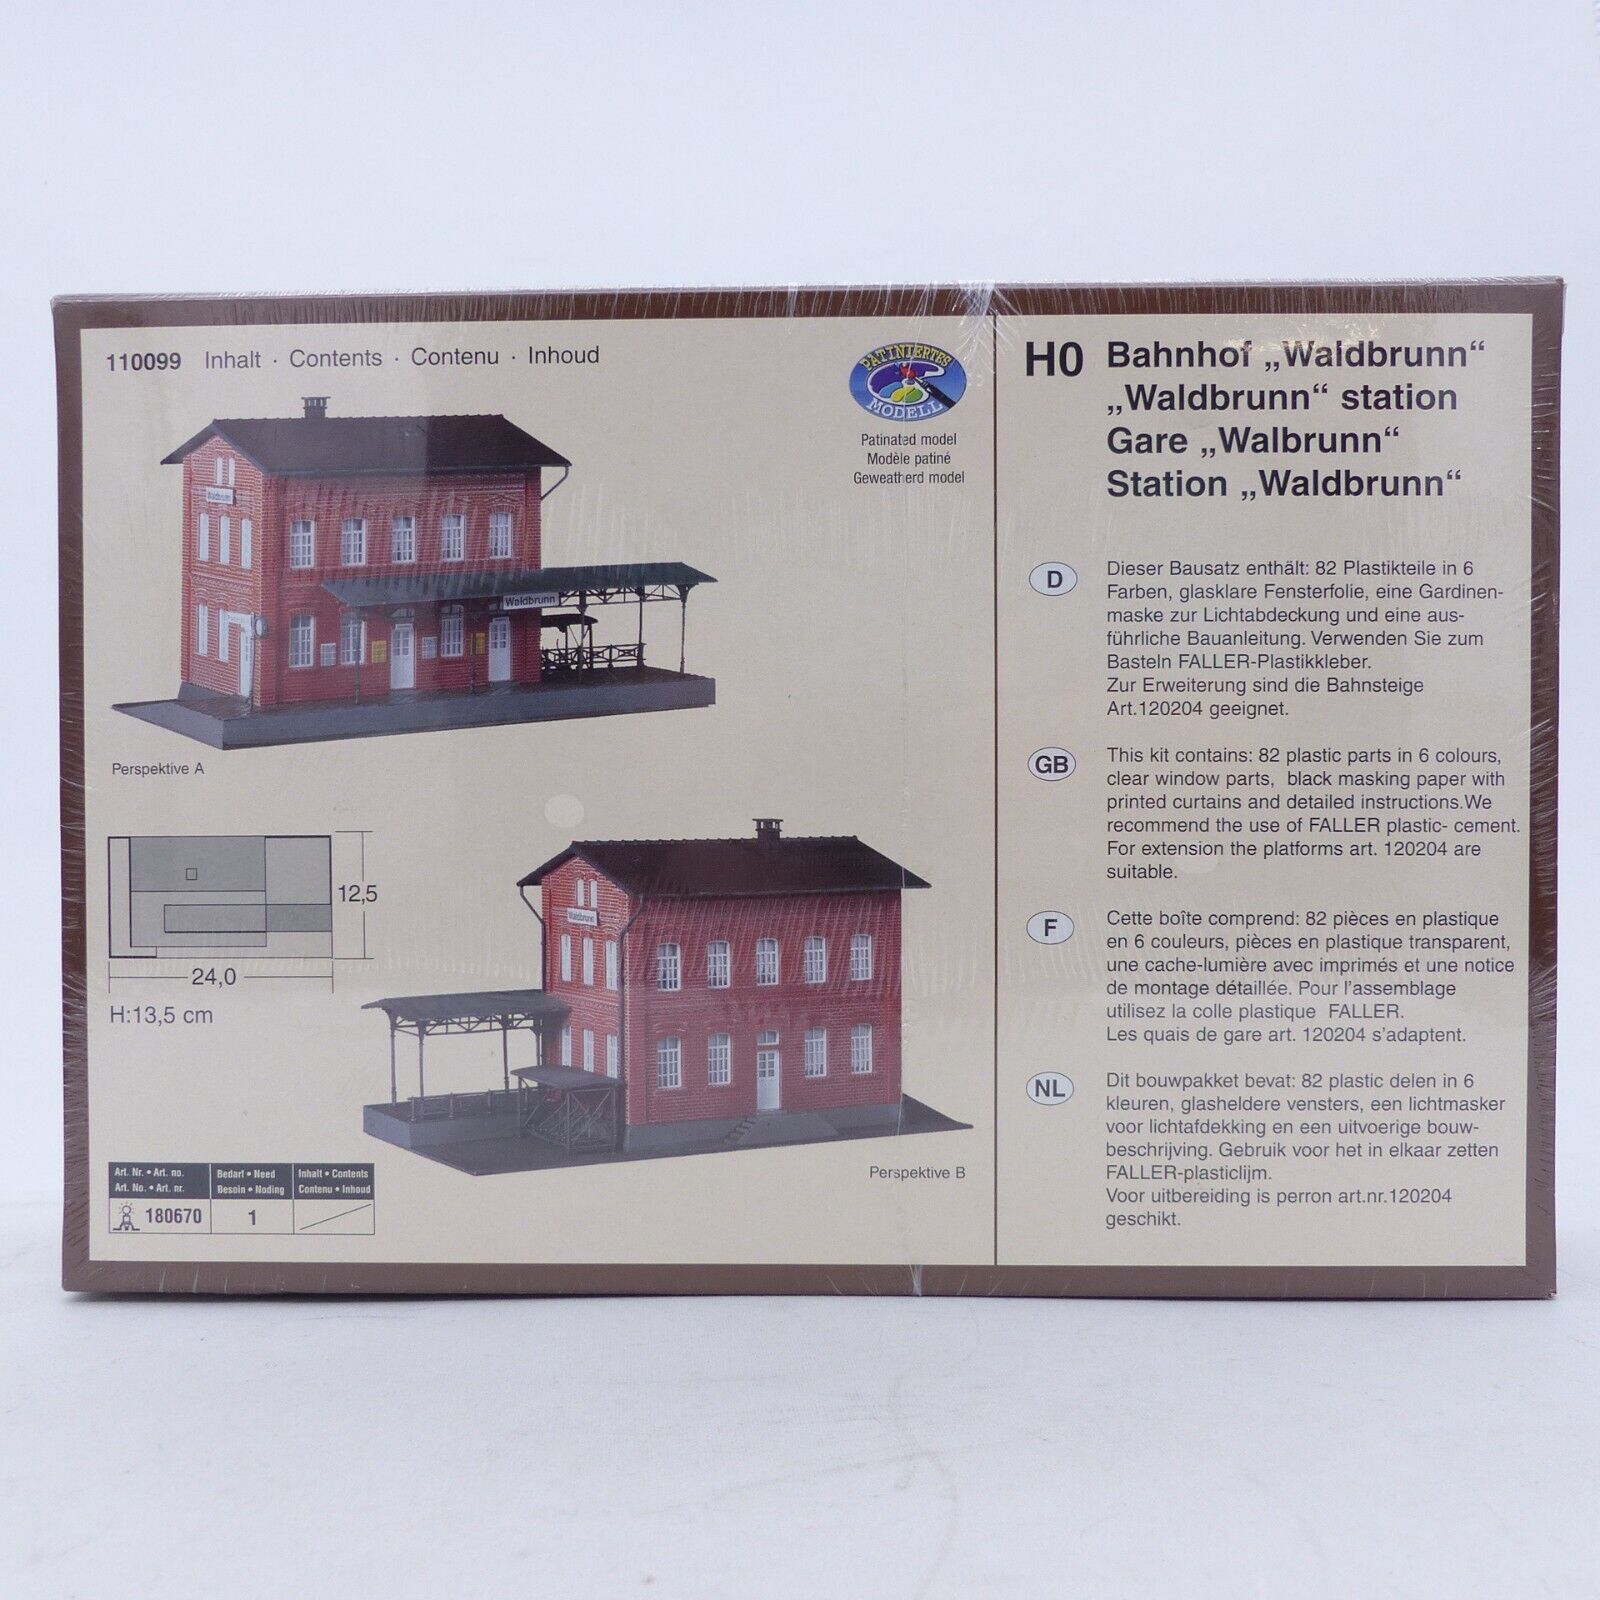 110099 Inhalt · Contents · Contenu · Inhoud
PATINIERTES
MODELL
Patinated model
Modèle patiné
Geweatherd model
Waldbrunn
Waldbrunn
Perspektive A
12,5
24,0
H:13,5 cm
Waldbrunn
Perspektive B
Art. Nr. • Art. no.
Art. No. • Art. nr.
Bedarf • Need
Besoin • Noding
Inhalt • Contents
Contenu • Inhoud
180670
1
H0 Bahnhof „Waldbrunn“
„Waldbrunn“ station
Gare „Walbrunn“
Station „Waldbrunn“
D
Dieser Bausatz enthält: 82 Plastikteile in 6
Farben, glasklare Fensterfolie, eine Gardinen-
maske zur Lichtabdeckung und eine aus-
führliche Bauanleitung. Verwenden Sie zum
Basteln FALLER-Plastikkleber.
Zur Erweiterung sind die Bahnsteige
Art.120204 geeignet.
GB
This kit contains: 82 plastic parts in 6 colours,
clear window parts, black masking paper with
printed curtains and detailed instructions.We
recommend the use of FALLER plastic- cement.
For extension the platforms art. 120204 are
suitable.
F
Cette boîte comprend: 82 pièces en plastique
en 6 couleurs, pièces en plastique transparent,
une cache-lumière avec imprimés et une notice
de montage détaillée. Pour l'assemblage
utilisez la colle plastique FALLER.
Les quais de gare art. 120204 s'adaptent.
NL
Dit bouwpakket bevat: 82 plastic delen in 6
kleuren, glasheldere vensters, een lichtmasker
voor lichtafdekking en een uitvoerige bouw-
beschrijving. Gebruik voor het in elkaar zetten
FALLER-plasticlijm.
Voor uitbereiding is perron art.nr.120204
geschikt.